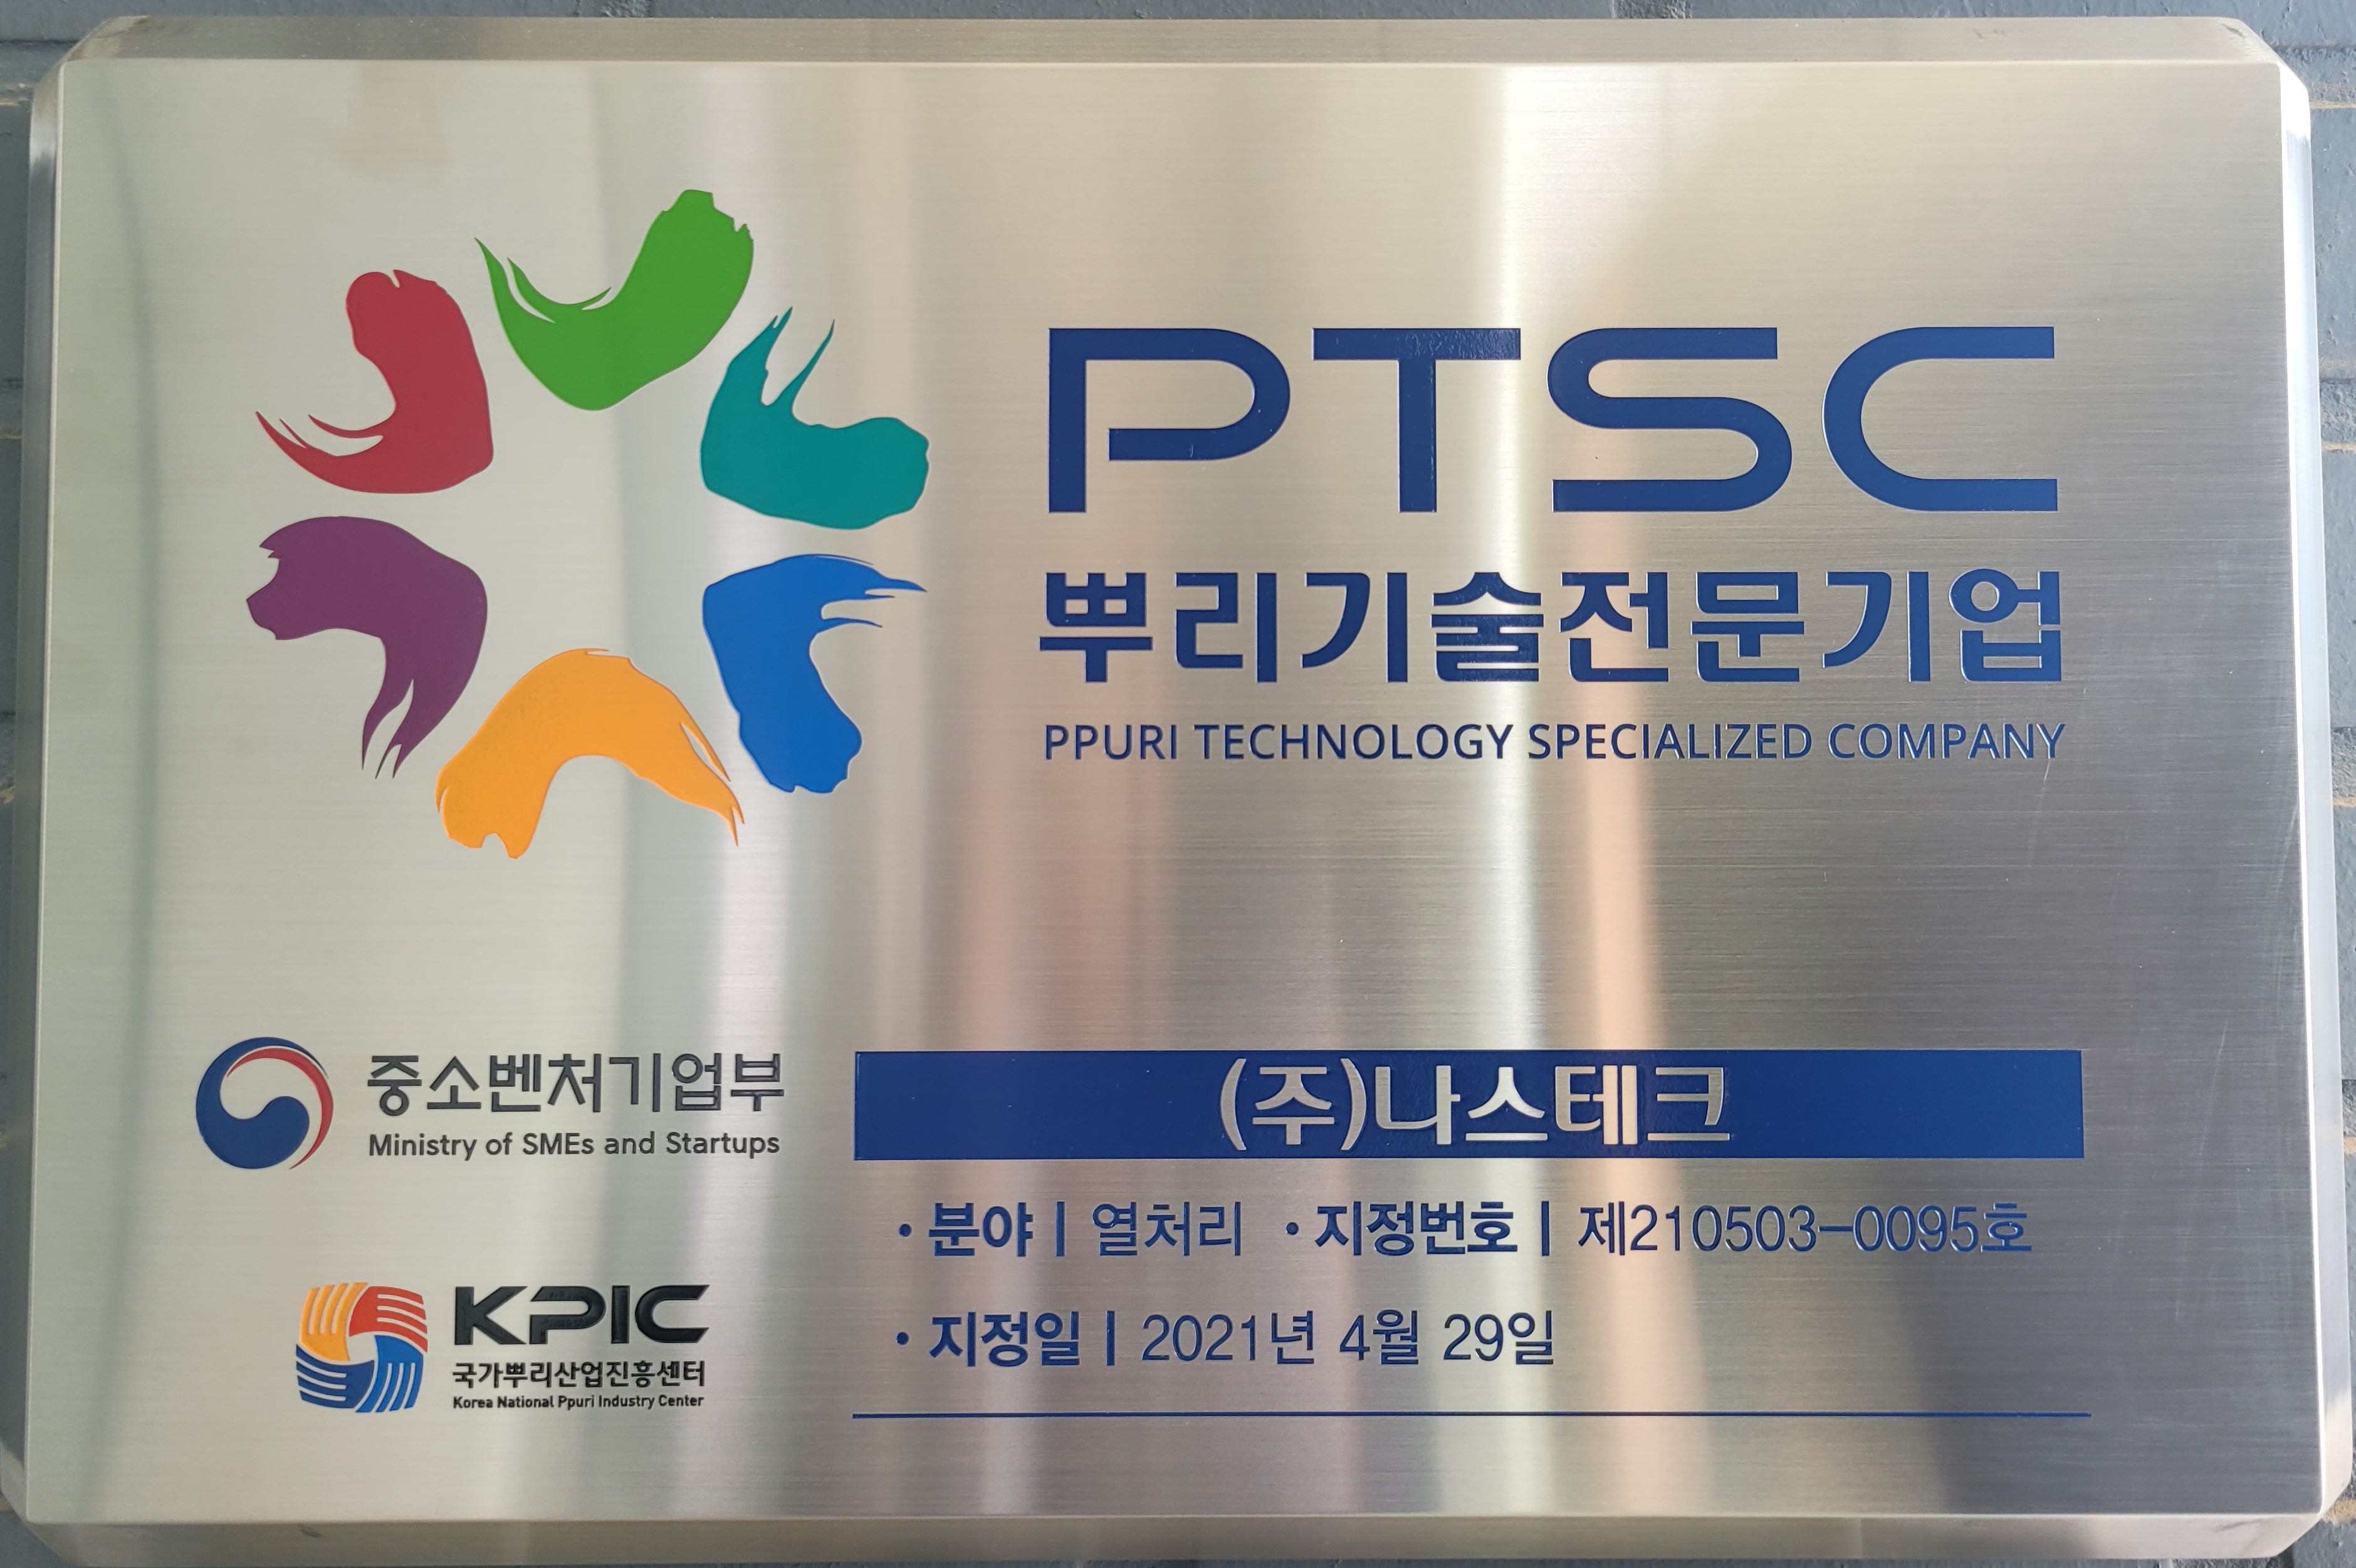 PTSC
뿌리기술전문기업
PPURI TECHNOLOGY SPECIALIZED COMPANY
중소벤처기업부
Ministry of SMEs and Startups
KPIC
국가뿌리산업진흥센터
Korea National Ppuri Industry Center
(주)나스테크
· 분야 | 열처리 · 지정번호 | 제210503-0095호
· 지정일 | 2021년 4월 29일